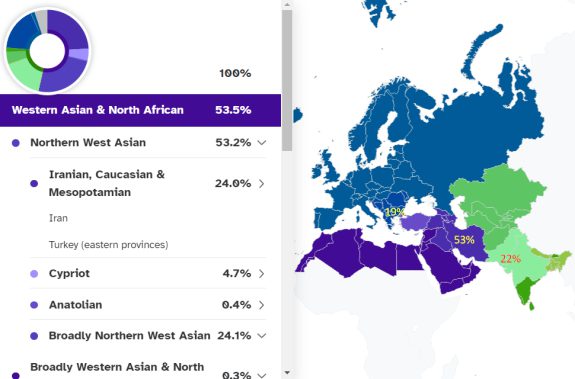 100%
Western Asian & North African 53.5%
Northern West Asian 53.2%
Iranian, Caucasian &
Mesopotamian 24.0%
Iran
Turkey (eastern provinces)
Cypriot 4.7%
Anatolian 0.4%
Broadly Northern West Asian 24.1%
Broadly Western Asian & North 0.3%
19%
53%
22%